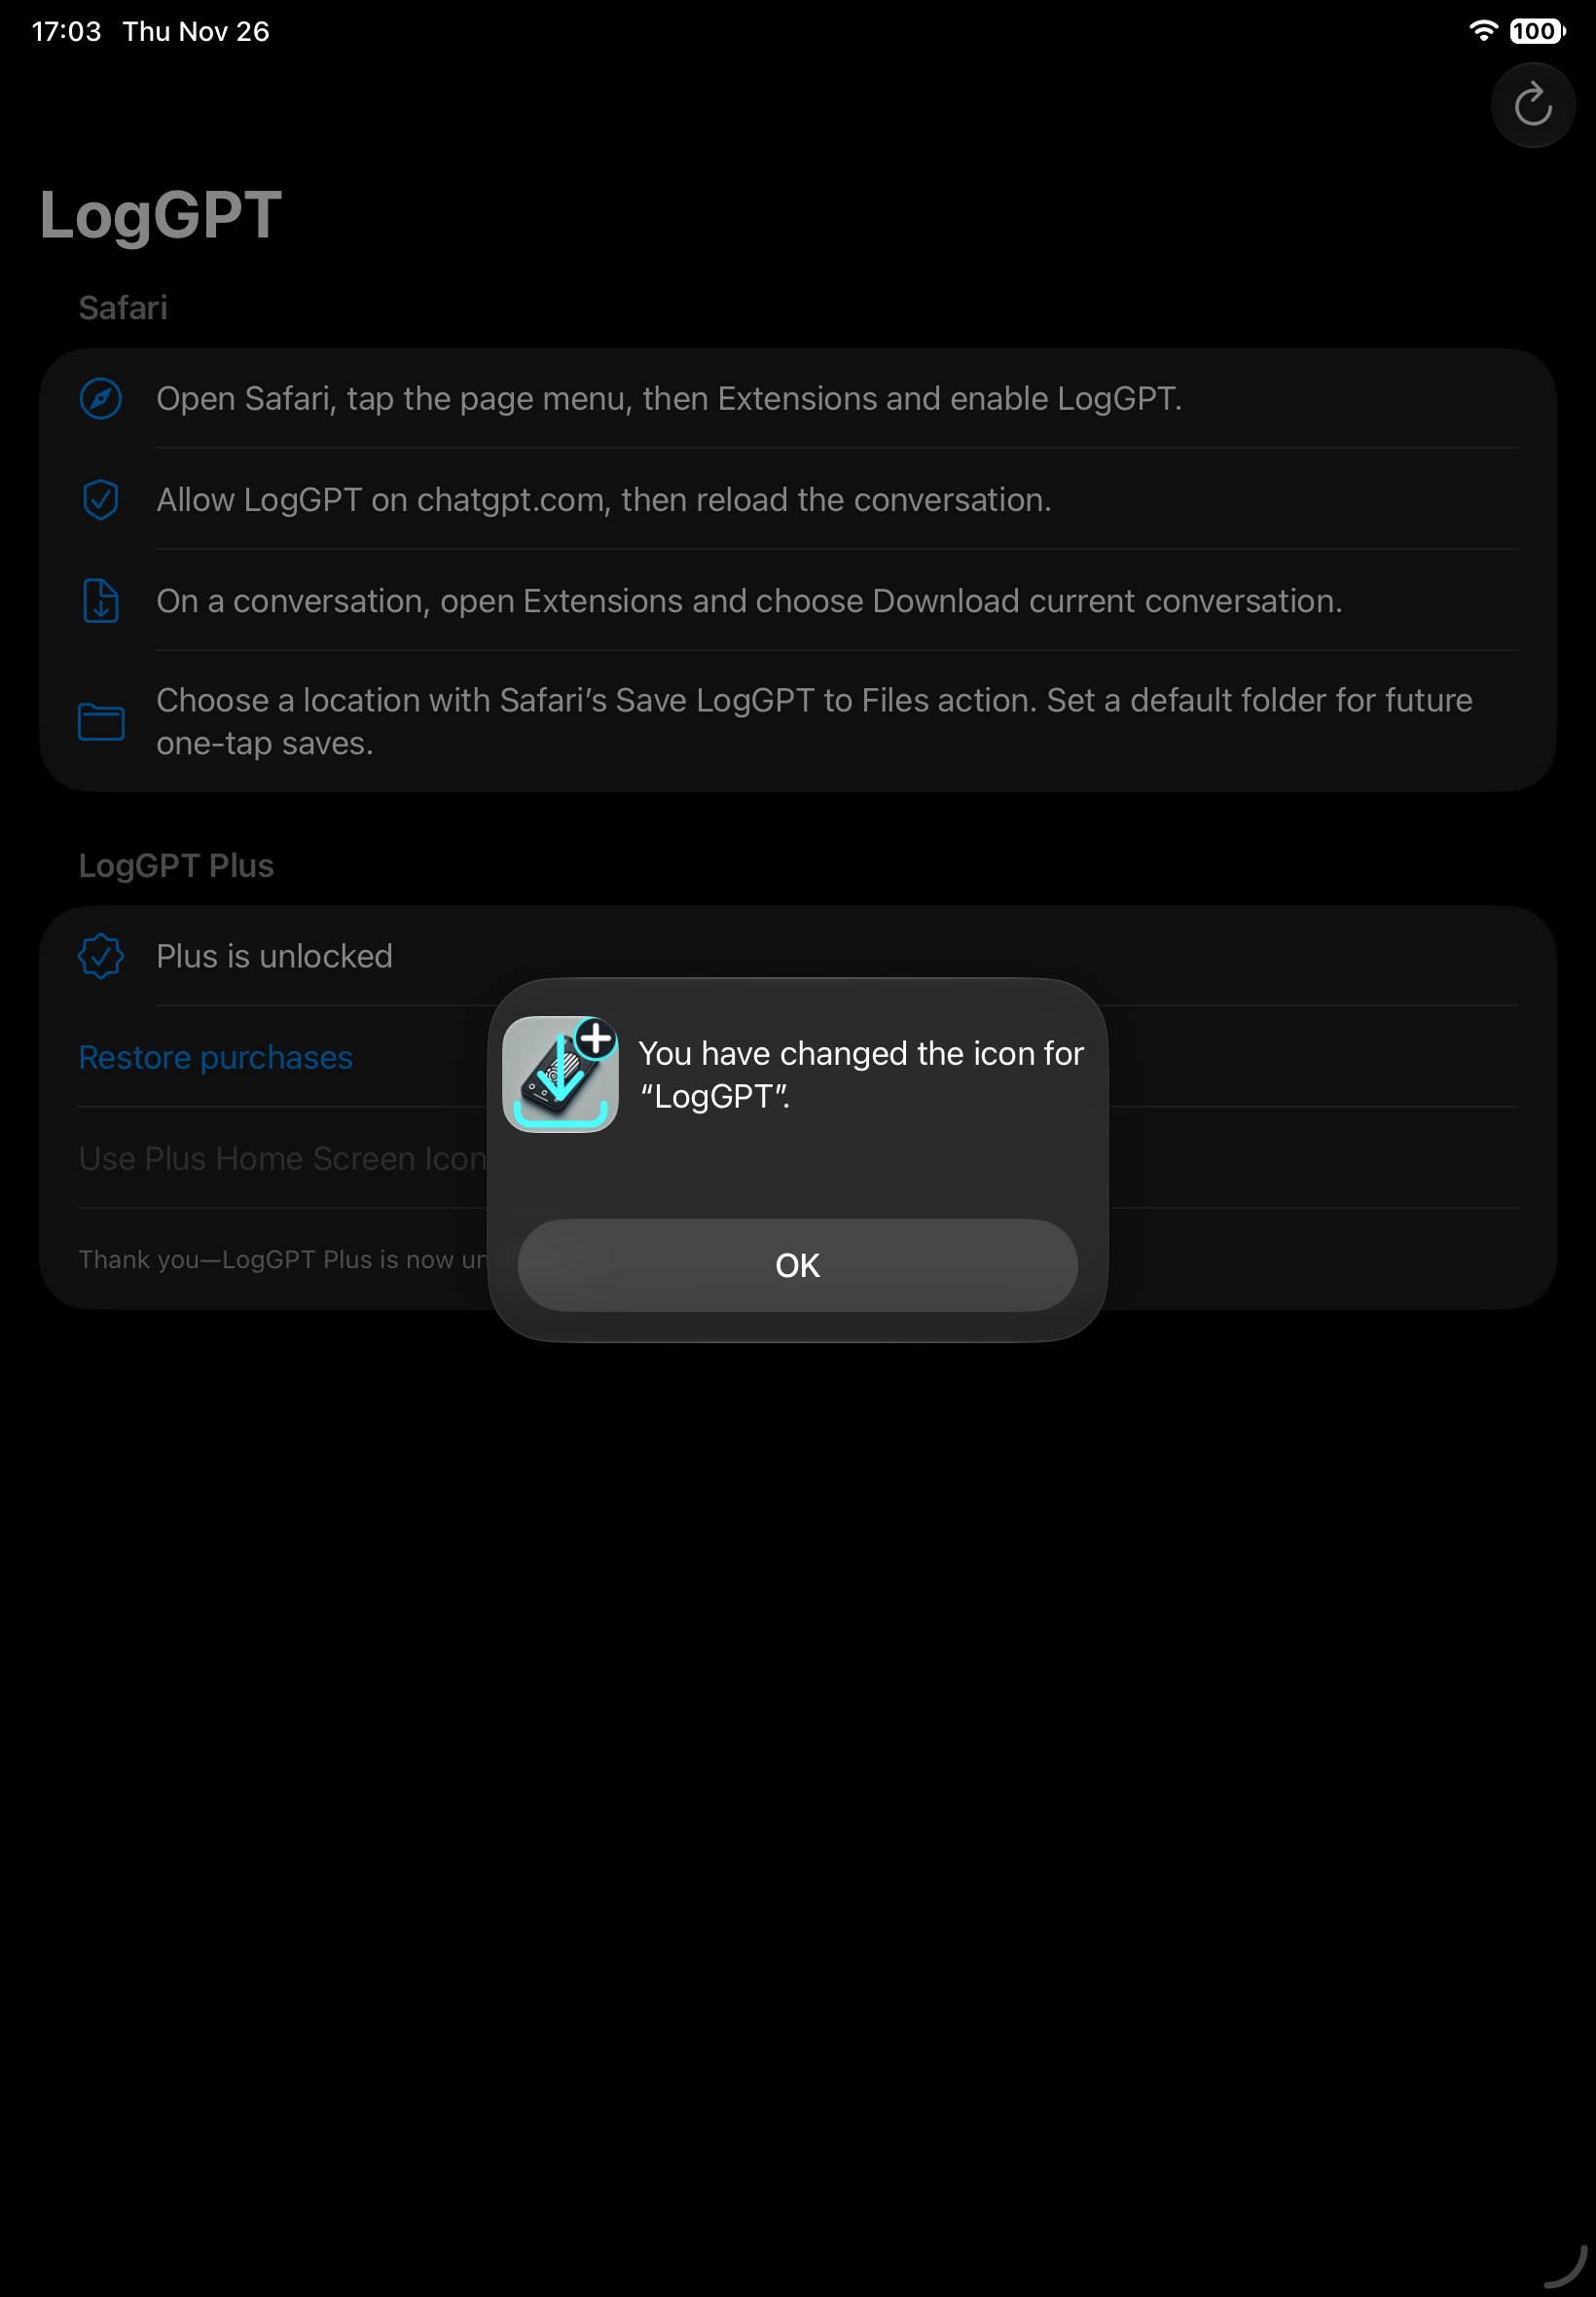 17:03 Thu Nov 26
100
LogGPT
Safari
Open Safari, tap the page menu, then Extensions and enable LogGPT.
Allow LogGPT on chatgpt.com, then reload the conversation.
On a conversation, open Extensions and choose Download current conversation.
Choose a location with Safari’s Save LogGPT to Files action. Set a default folder for future
one-tap saves.
LogGPT Plus
Plus is unlocked
Restore purchases
Use Plus Home Screen Icon
Thank you—LogGPT Plus is now
You have changed the icon for
“LogGPT”.
OK